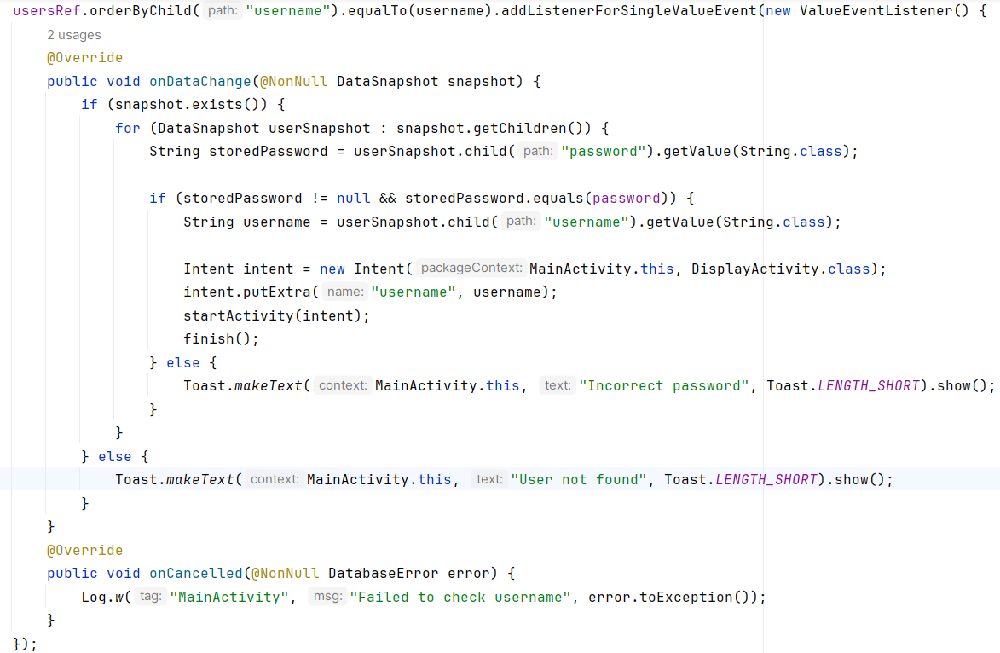 usersRef.orderByChild( path: "username").equalTo(username).addListenerForSingleValueEvent(new ValueEventListener() {
2 usages
@Override
public void onDataChange(@NonNull DataSnapshot snapshot) {
if (snapshot.exists()) {
for (DataSnapshot userSnapshot : snapshot.getChildren()) {
String storedPassword = userSnapshot.child( path: "password").getValue(String.class);
if (storedPassword != null && storedPassword.equals(password)) {
String username = userSnapshot.child( path: "username").getValue(String.class);
Intent intent = new Intent( packageContext: MainActivity.this, DisplayActivity.class);
intent.putExtra( name: "username", username);
startActivity(intent);
finish();
} else {
Toast.makeText( context: MainActivity.this, text: "Incorrect password", Toast.LENGTH_SHORT).show();
}
}
} else {
Toast.makeText( context: MainActivity.this, text: "User not found", Toast.LENGTH_SHORT).show();
}
}
@Override
public void onCancelled(@NonNull DatabaseError error) {
Log.w( tag: "MainActivity", msg: "Failed to check username", error.toException());
}
});